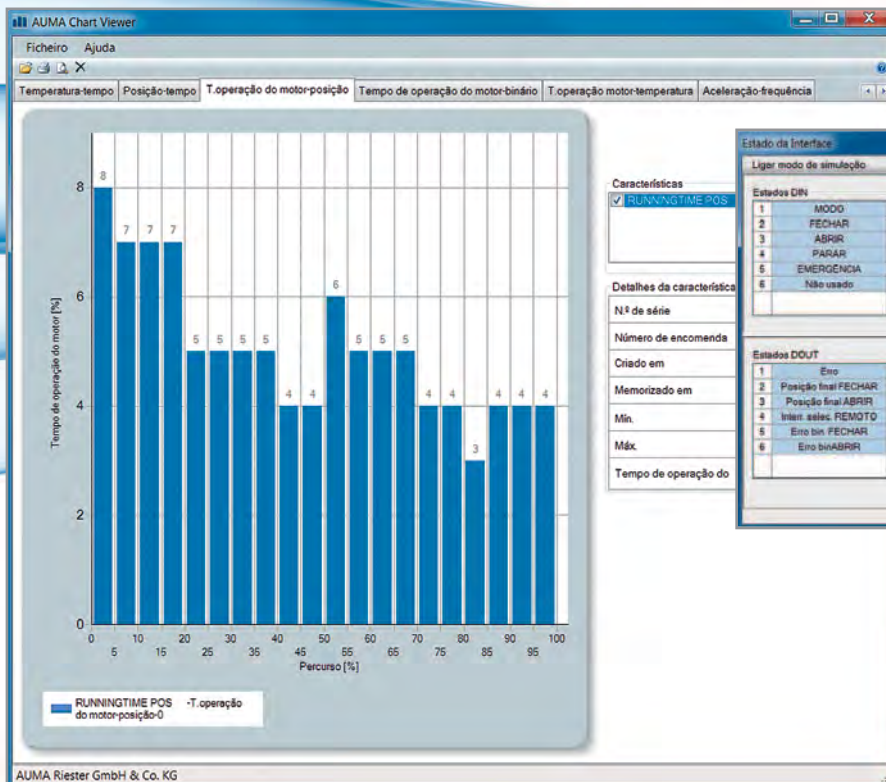 AUMA Chart Viewer
Ficheiro Ajuda
Temperatura-tempo Posição-tempo T.operação do motor-posição Tempo de operação do motor-binário T.operação motor-temperatura Aceleração-frequência
Tempo de operação do motor [%]
8
6
4
2
0
8 7 7 7 5 5 5 5 4 4 6 5 5 5 4 4 3 4 4 4
0 10 20 30 40 50 60 70 80 90 100
5 15 25 35 45 55 65 75 85 95
Percurso [%]
RUNNINGTIME POS -T.operação
do motor-posição-0
Características
RUNNINGTIME POS
Detalhes da característica
N.º de série
Número de encomenda
Criado em
Memorizado em
Mín.
Máx.
Tempo de operação do
Estado da Interface
Ligar modo de simulação
Estados DIN
1 MODO
2 FECHAR
3 ABRIR
4 PARAR
5 EMERGÊNCIA
6 Não usado
Estados DOUT
1 Erro
2 Posição final FECHAR
3 Posição final ABRIR
4 Interr. selec. REMOTO
5 Erro bin. FECHAR
6 Erro binABRIR
AUMA Riester GmbH & Co. KG